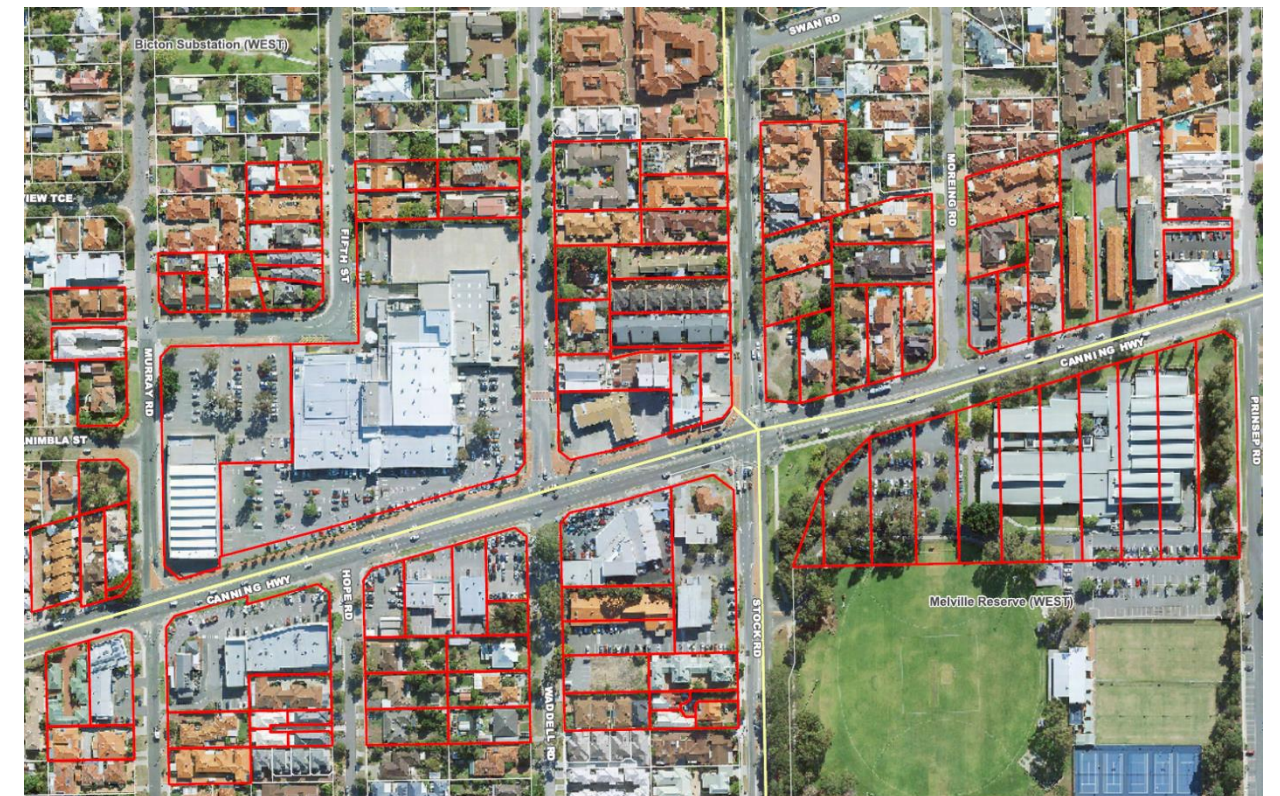 SWAN RD
Bicton Substation (WEST)
VIEW TCE
MOREING RD
FIFTH ST
CANNING HWY
MURRAY RD
PRINSEP RD
ANIMBLA ST
CANNING HWY
HOPE RD
STOCK RD
Melville Reserve (WEST)
WADDELL RD